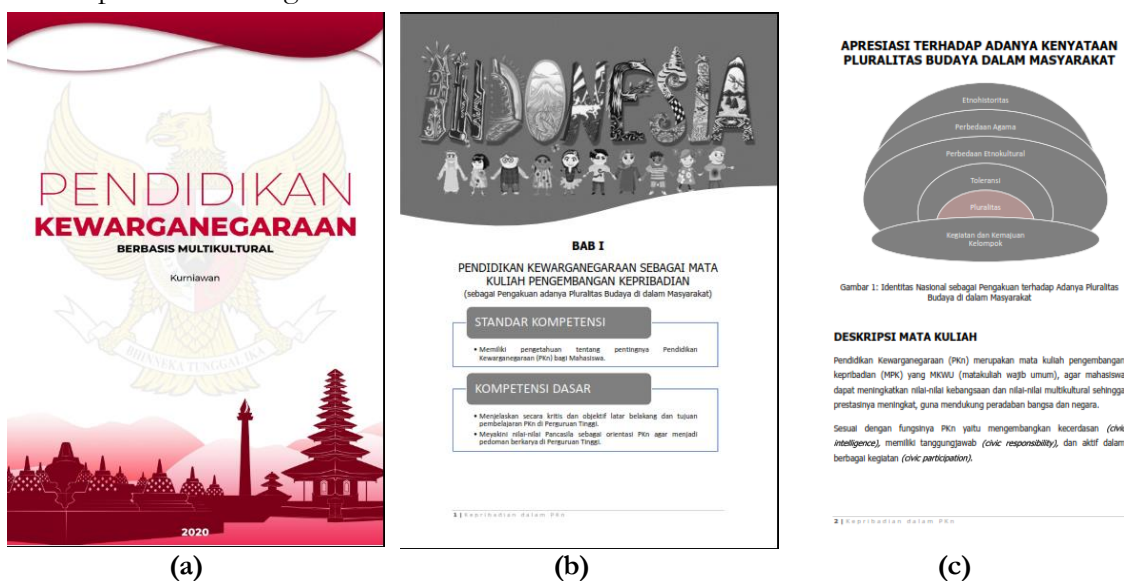 PENDIDIKAN
KEWARGANEGARAAN
BERBASIS MULTIKULTURAL
Kurniawan
BHINNEKA TUNGGAL IKA
2020
(a)
INDONESIA
BAB I
PENDIDIKAN KEWARGANEGARAAN SEBAGAI MATA
KULIAH PENGEMBANGAN KEPRIBADIAN
(sebagai Pengakuan adanya Pluralitas Budaya di dalam Masyarakat)
STANDAR KOMPETENSI
• Memiliki pengetahuan tentang pentingnya Pendidikan
Kewarganegaraan (PKn) bagi Mahasiswa.
KOMPETENSI DASAR
• Menjelaskan secara kritis dan objektif latar belakang dan tujuan
pembelajaran PKn di Perguruan Tinggi.
• Meyakini nilai-nilai Pancasila sebagai orientasi PKn agar menjadi
pedoman berkarya di Perguruan Tinggi.
1 | Kepribadian dalam PKn
(b)
APRESIASI TERHADAP ADANYA KENYATAAN
PLURALITAS BUDAYA DALAM MASYARAKAT
Etnohistoritas
Perbedaan Agama
Perbedaan Etnokultural
Toleransi
Pluralitas
Kegiatan dan Kemajuan
Kelompok
Gambar 1: Identitas Nasional sebagai Pengakuan terhadap Adanya Pluralitas
Budaya di dalam Masyarakat
DESKRIPSI MATA KULIAH
Pendidikan Kewarganegaraan (PKn) merupakan mata kuliah pengembangan
kepribadian (MPK) yang MKWU (matakuliah wajib umum), agar mahasiswa
dapat meningkatkan nilai-nilai kebangsaan dan nilai-nilai multikultural sehingga
prestasinya meningkat, guna mendukung peradaban bangsa dan negara.
Sesuai dengan fungsinya PKn yaitu mengembangkan kecerdasan (civic
intelligence), memiliki tanggungjawab (civic responsibility), dan aktif dalam
berbagai kegiatan (civic participation).
2 | Kepribadian dalam PKn
(c)